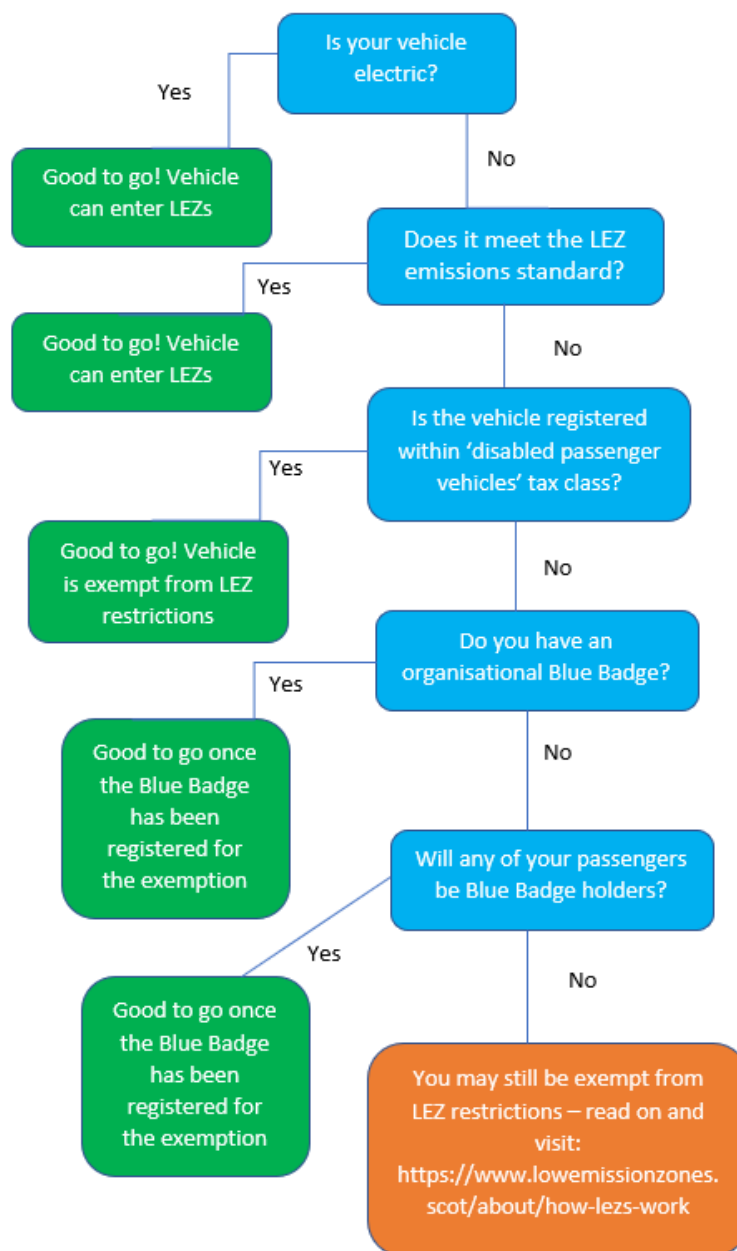 Is your vehicle
electric?
Yes
No
Good to go! Vehicle
can enter LEZs
Does it meet the LEZ
emissions standard?
Yes
No
Good to go! Vehicle
can enter LEZs
Is the vehicle registered
within ‘disabled passenger
vehicles’ tax class?
Yes
No
Good to go! Vehicle
is exempt from LEZ
restrictions
Do you have an
organisational Blue Badge?
Yes
No
Good to go once
the Blue Badge
has been
registered for
the exemption
Will any of your passengers
be Blue Badge holders?
Yes
No
Good to go once
the Blue Badge
has been
registered for
the exemption
You may still be exempt from
LEZ restrictions – read on and
visit:
https://www.lowemissionzones.
scot/about/how-lezs-work